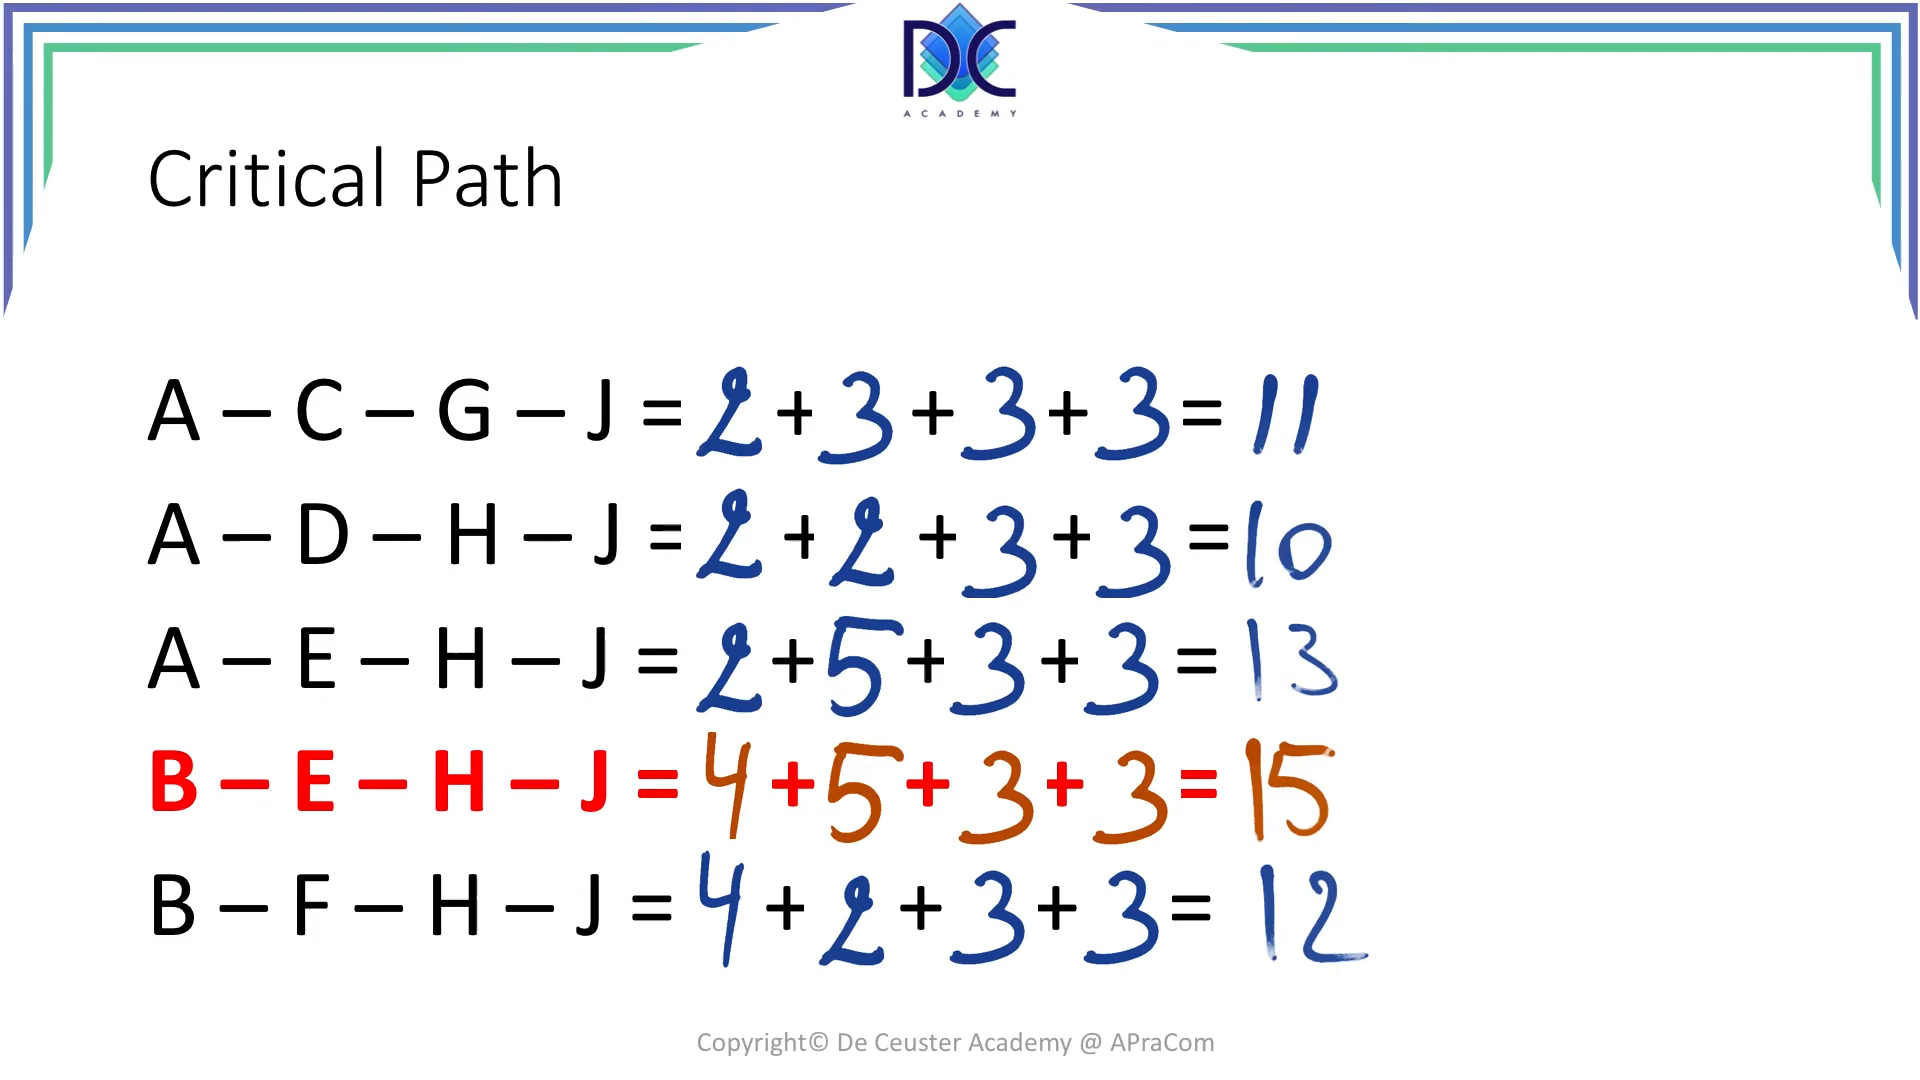 DC
ACADEMY
Critical Path
A – C – G – J = 2 + 3 + 3 + 3 = 11
A – D – H – J = 2 + 2 + 3 + 3 = 10
A – E – H – J = 2 + 5 + 3 + 3 = 13
B – E – H – J = 4 + 5 + 3 + 3 = 15
B – F – H – J = 4 + 2 + 3 + 3 = 12
Copyright© De Ceuster Academy @ APraCom